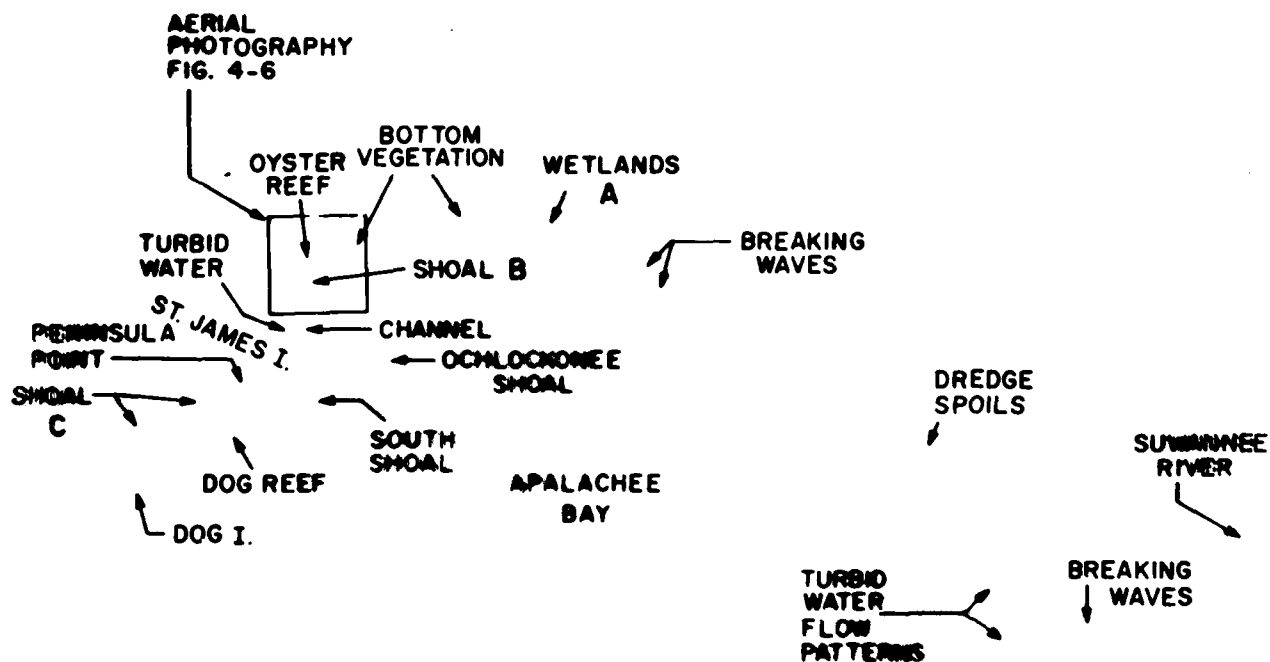 AERIAL
PHOTOGRAPHY
FIG. 4-6
BOTTOM
VEGETATION
OYSTER
REEF
WETLANDS
A
TURBID
WATER
SHOAL B
BREAKING
WAVES
ST. JAMES I.
CHANNEL
PENINSULA
POINT
OCHLOCKONEE
SHOAL
SHOAL
C
DREDGE
SPOILS
SOUTH
SHOAL
SUWANNEE
RIVER
DOG REEF
APALACHEE
BAY
DOG I.
TURBID
WATER
FLOW
PATTERNS
BREAKING
WAVES